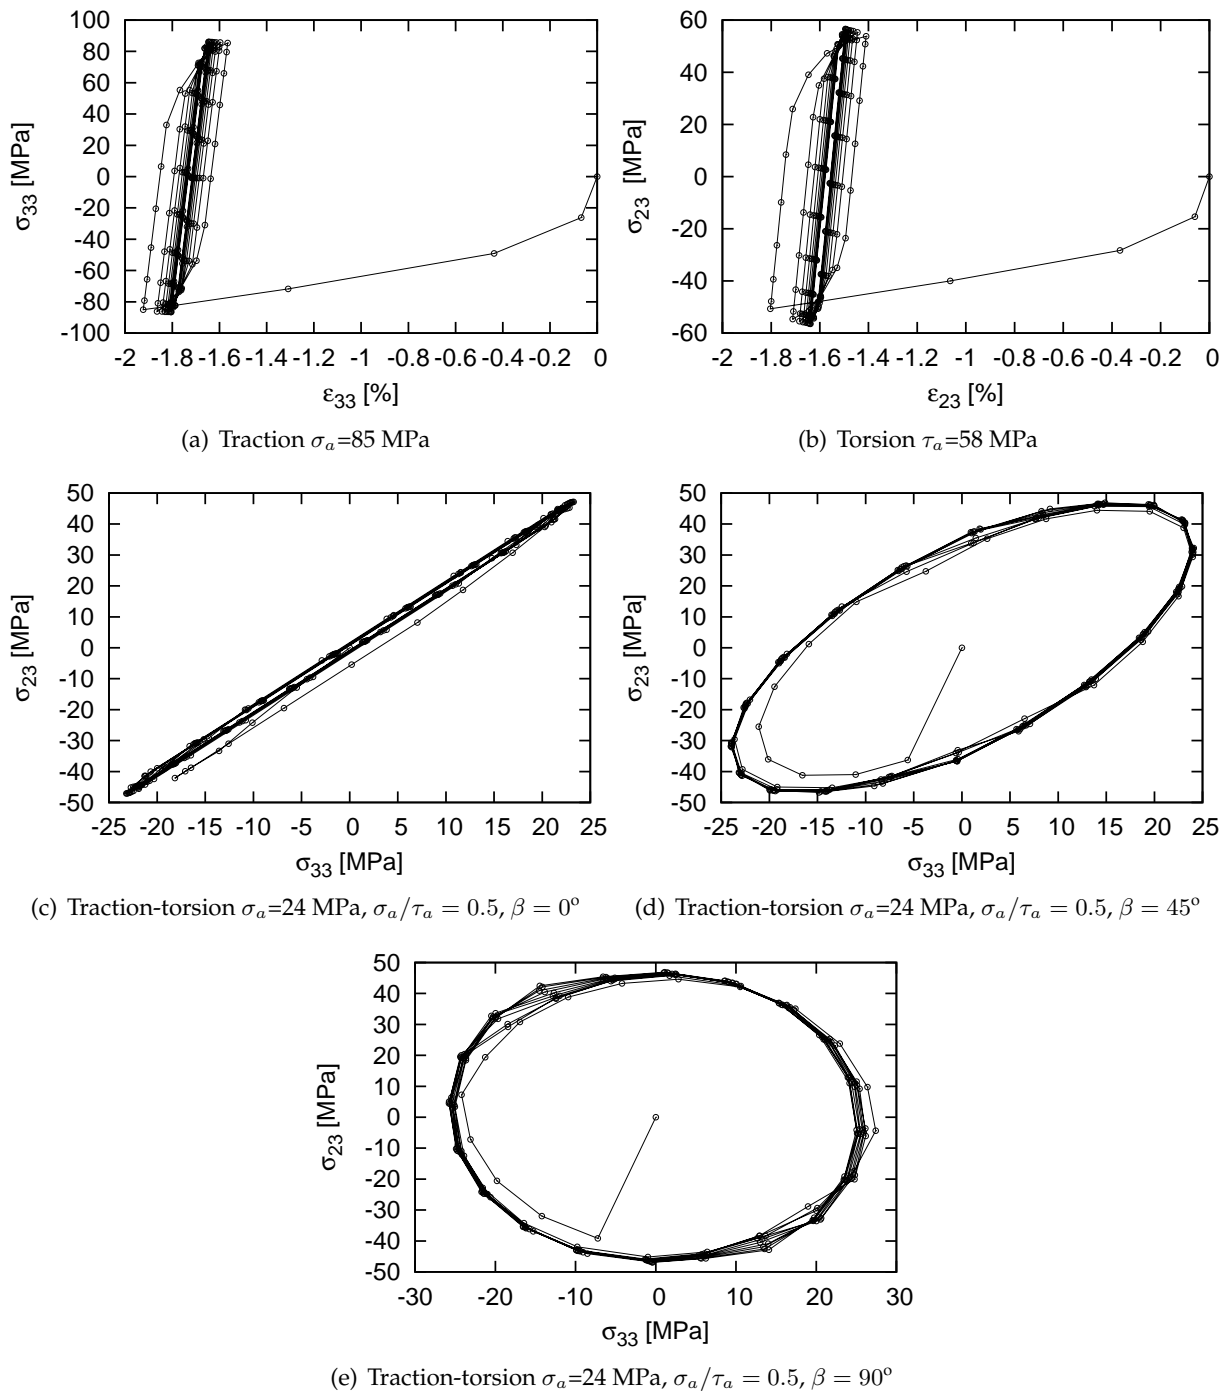 100
80
60
40
20
0
-20
-40
-60
-80
-100
σ33 [MPa]
-2 -1.8 -1.6 -1.4 -1.2 -1 -0.8 -0.6 -0.4 -0.2 0
ε33 [%]
(a) Traction σa=85 MPa
60
40
20
0
-20
-40
-60
σ23 [MPa]
-2 -1.8 -1.6 -1.4 -1.2 -1 -0.8 -0.6 -0.4 -0.2 0
ε23 [%]
(b) Torsion τa=58 MPa
50
40
30
20
10
0
-10
-20
-30
-40
-50
σ23 [MPa]
-25 -20 -15 -10 -5 0 5 10 15 20 25
σ33 [MPa]
(c) Traction-torsion σa=24 MPa, σa/τa = 0.5, β = 0º
50
40
30
20
10
0
-10
-20
-30
-40
-50
σ23 [MPa]
-25 -20 -15 -10 -5 0 5 10 15 20 25
σ33 [MPa]
(d) Traction-torsion σa=24 MPa, σa/τa = 0.5, β = 45º
50
40
30
20
10
0
-10
-20
-30
-40
-50
σ23 [MPa]
-30 -20 -10 0 10 20 30
σ33 [MPa]
(e) Traction-torsion σa=24 MPa, σa/τa = 0.5, β = 90º